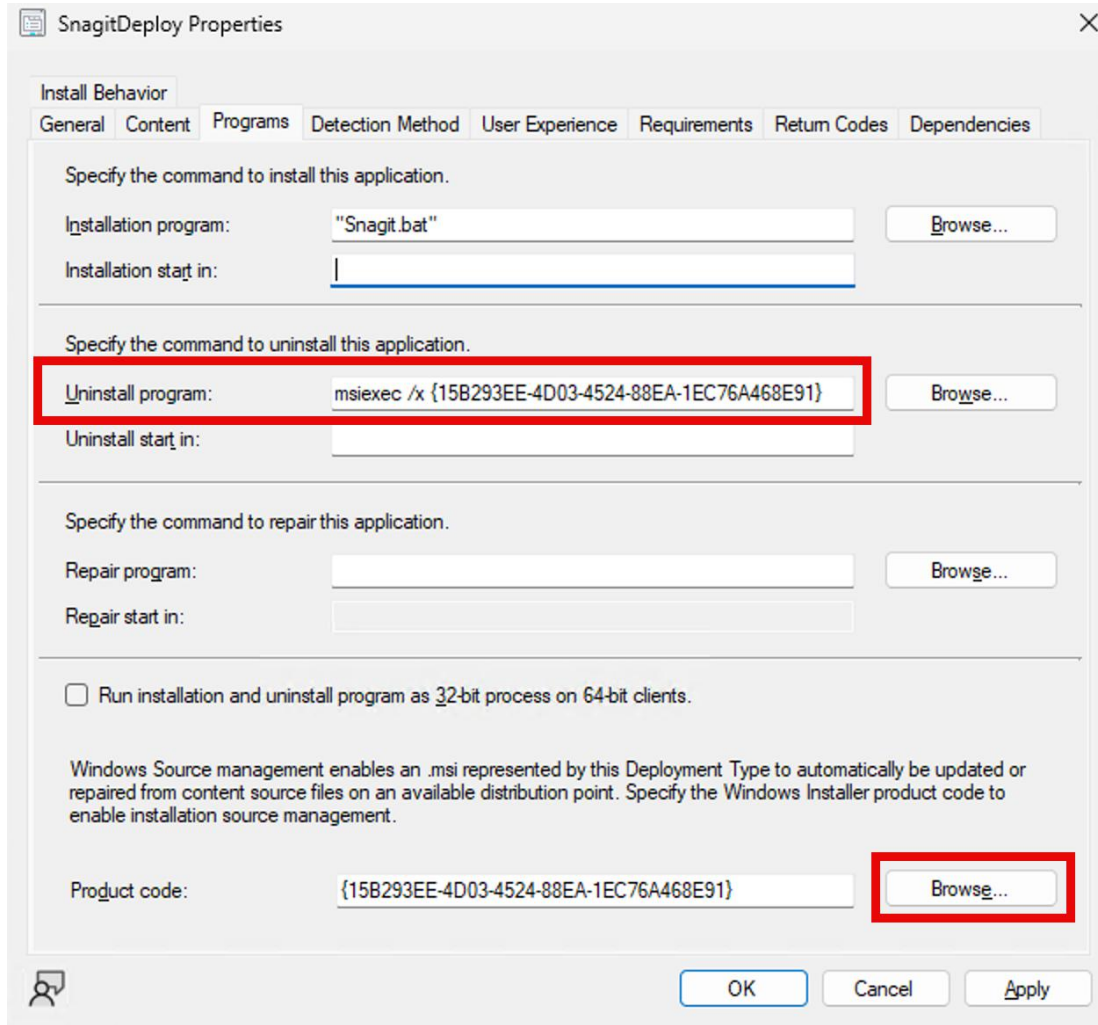 SnagitDeploy Properties
Install Behavior
General Content Programs Detection Method User Experience Requirements Return Codes Dependencies
Specify the command to install this application.
Installation program: "Snagit.bat" Browse...
Installation start in:
Specify the command to uninstall this application.
Uninstall program: msiexec /x {15B293EE-4D03-4524-88EA-1EC76A468E91} Browse...
Uninstall start in:
Specify the command to repair this application.
Repair program: Browse...
Repair start in:
Run installation and uninstall program as 32-bit process on 64-bit clients.
Windows Source management enables an .msi represented by this Deployment Type to automatically be updated or
repaired from content source files on an available distribution point. Specify the Windows Installer product code to
enable installation source management.
Product code: {15B293EE-4D03-4524-88EA-1EC76A468E91} Browse...
OK Cancel Apply